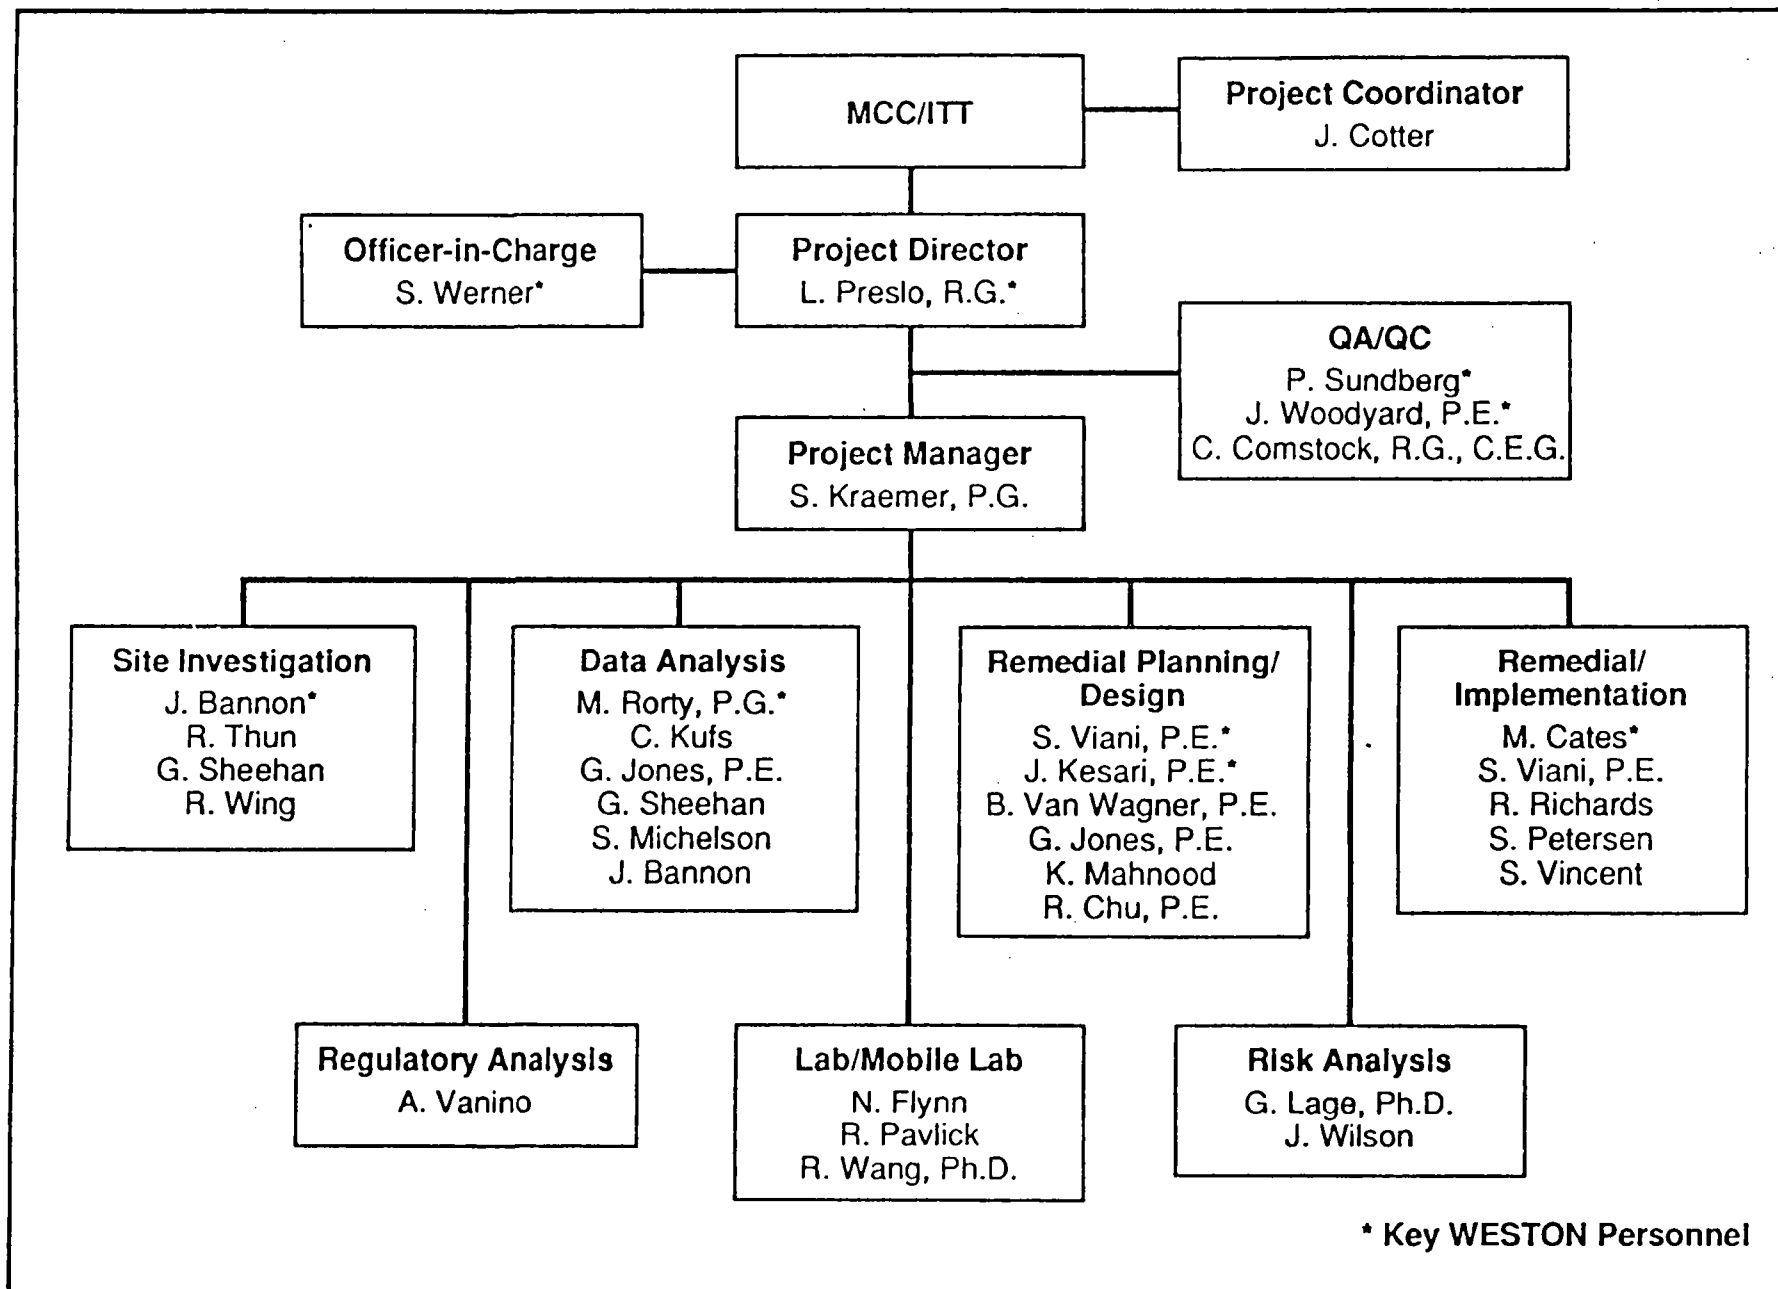 MCC/ITT
Project Coordinator
J. Cotter
Officer-in-Charge
S. Werner*
Project Director
L. Preslo, R.G.*
QA/QC
P. Sundberg*
J. Woodyard, P.E.*
C. Comstock, R.G., C.E.G.
Project Manager
S. Kraemer, P.G.
Site Investigation
J. Bannon*
R. Thun
G. Sheehan
R. Wing
Data Analysis
M. Rorty, P.G.*
C. Kufs
G. Jones, P.E.
G. Sheehan
S. Michelson
J. Bannon
Remedial Planning/
Design
S. Viani, P.E.*
J. Kesari, P.E.*
B. Van Wagner, P.E.
G. Jones, P.E.
K. Mahnood
R. Chu, P.E.
Remedial/
Implementation
M. Cates*
S. Viani, P.E.
R. Richards
S. Petersen
S. Vincent
Regulatory Analysis
A. Vanino
Lab/Mobile Lab
N. Flynn
R. Pavlick
R. Wang, Ph.D.
Risk Analysis
G. Lage, Ph.D.
J. Wilson
* Key WESTON Personnel